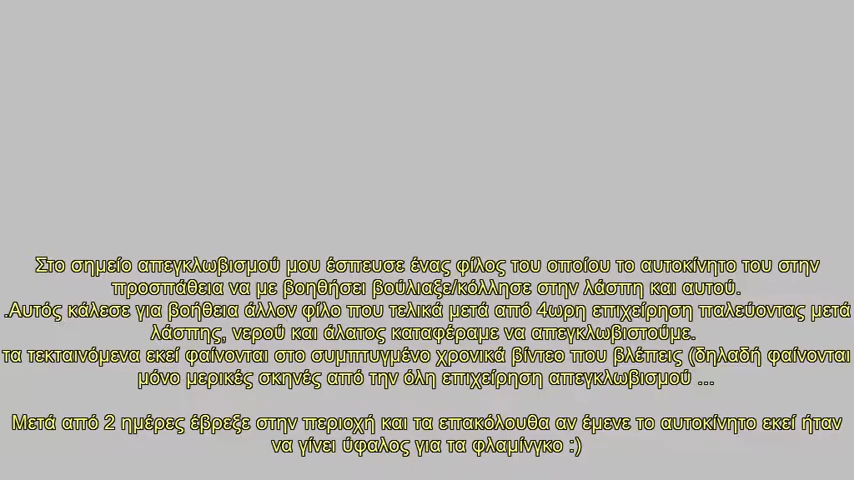 Στο σημείο απεγκλωβισμού μου έσπευσε ένας φίλος του οποίου το αυτοκίνητο του στην
προσπάθεια να με βοηθήσει βούλιαξε/κόλλησε στην λάσπη και αυτού.
.Αυτός κάλεσε για βοήθεια άλλον φίλο που τελικά μετά από 4ωρη επιχείρηση παλεύοντας μετά
λάσπης, νερού και άλατος καταφέραμε να απεγκλωβιστούμε.
τα τεκταινόμενα εκεί φαίνονται στο συμπτυγμένο χρονικά βίντεο που βλέπεις (δηλαδή φαίνονται
μόνο μερικές σκηνές από την όλη επιχείρηση απεγκλωβισμού ...
Μετά από 2 ημέρες έβρεξε στην περιοχή και τα επακόλουθα αν έμενε το αυτοκίνητο εκεί ήταν
να γίνει ύφαλος για τα φλαμίνγκο :)